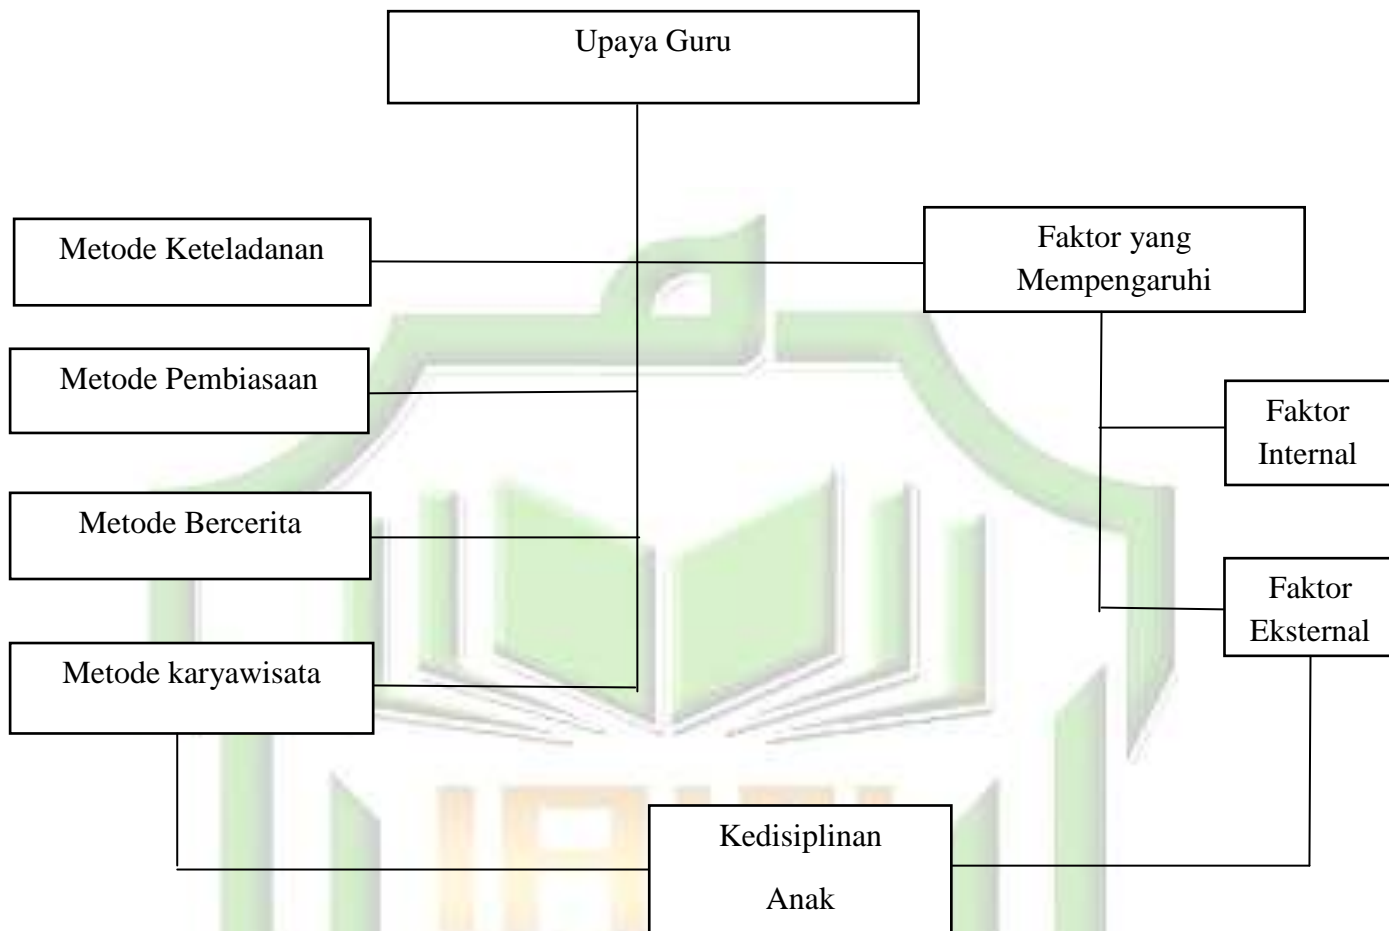 Upaya Guru
Metode Keteladanan
Faktor yang
Mempengaruhi
Metode Pembiasaan
Faktor
Internal
Metode Bercerita
Faktor
Eksternal
Metode karyawisata
Kedisiplinan
Anak